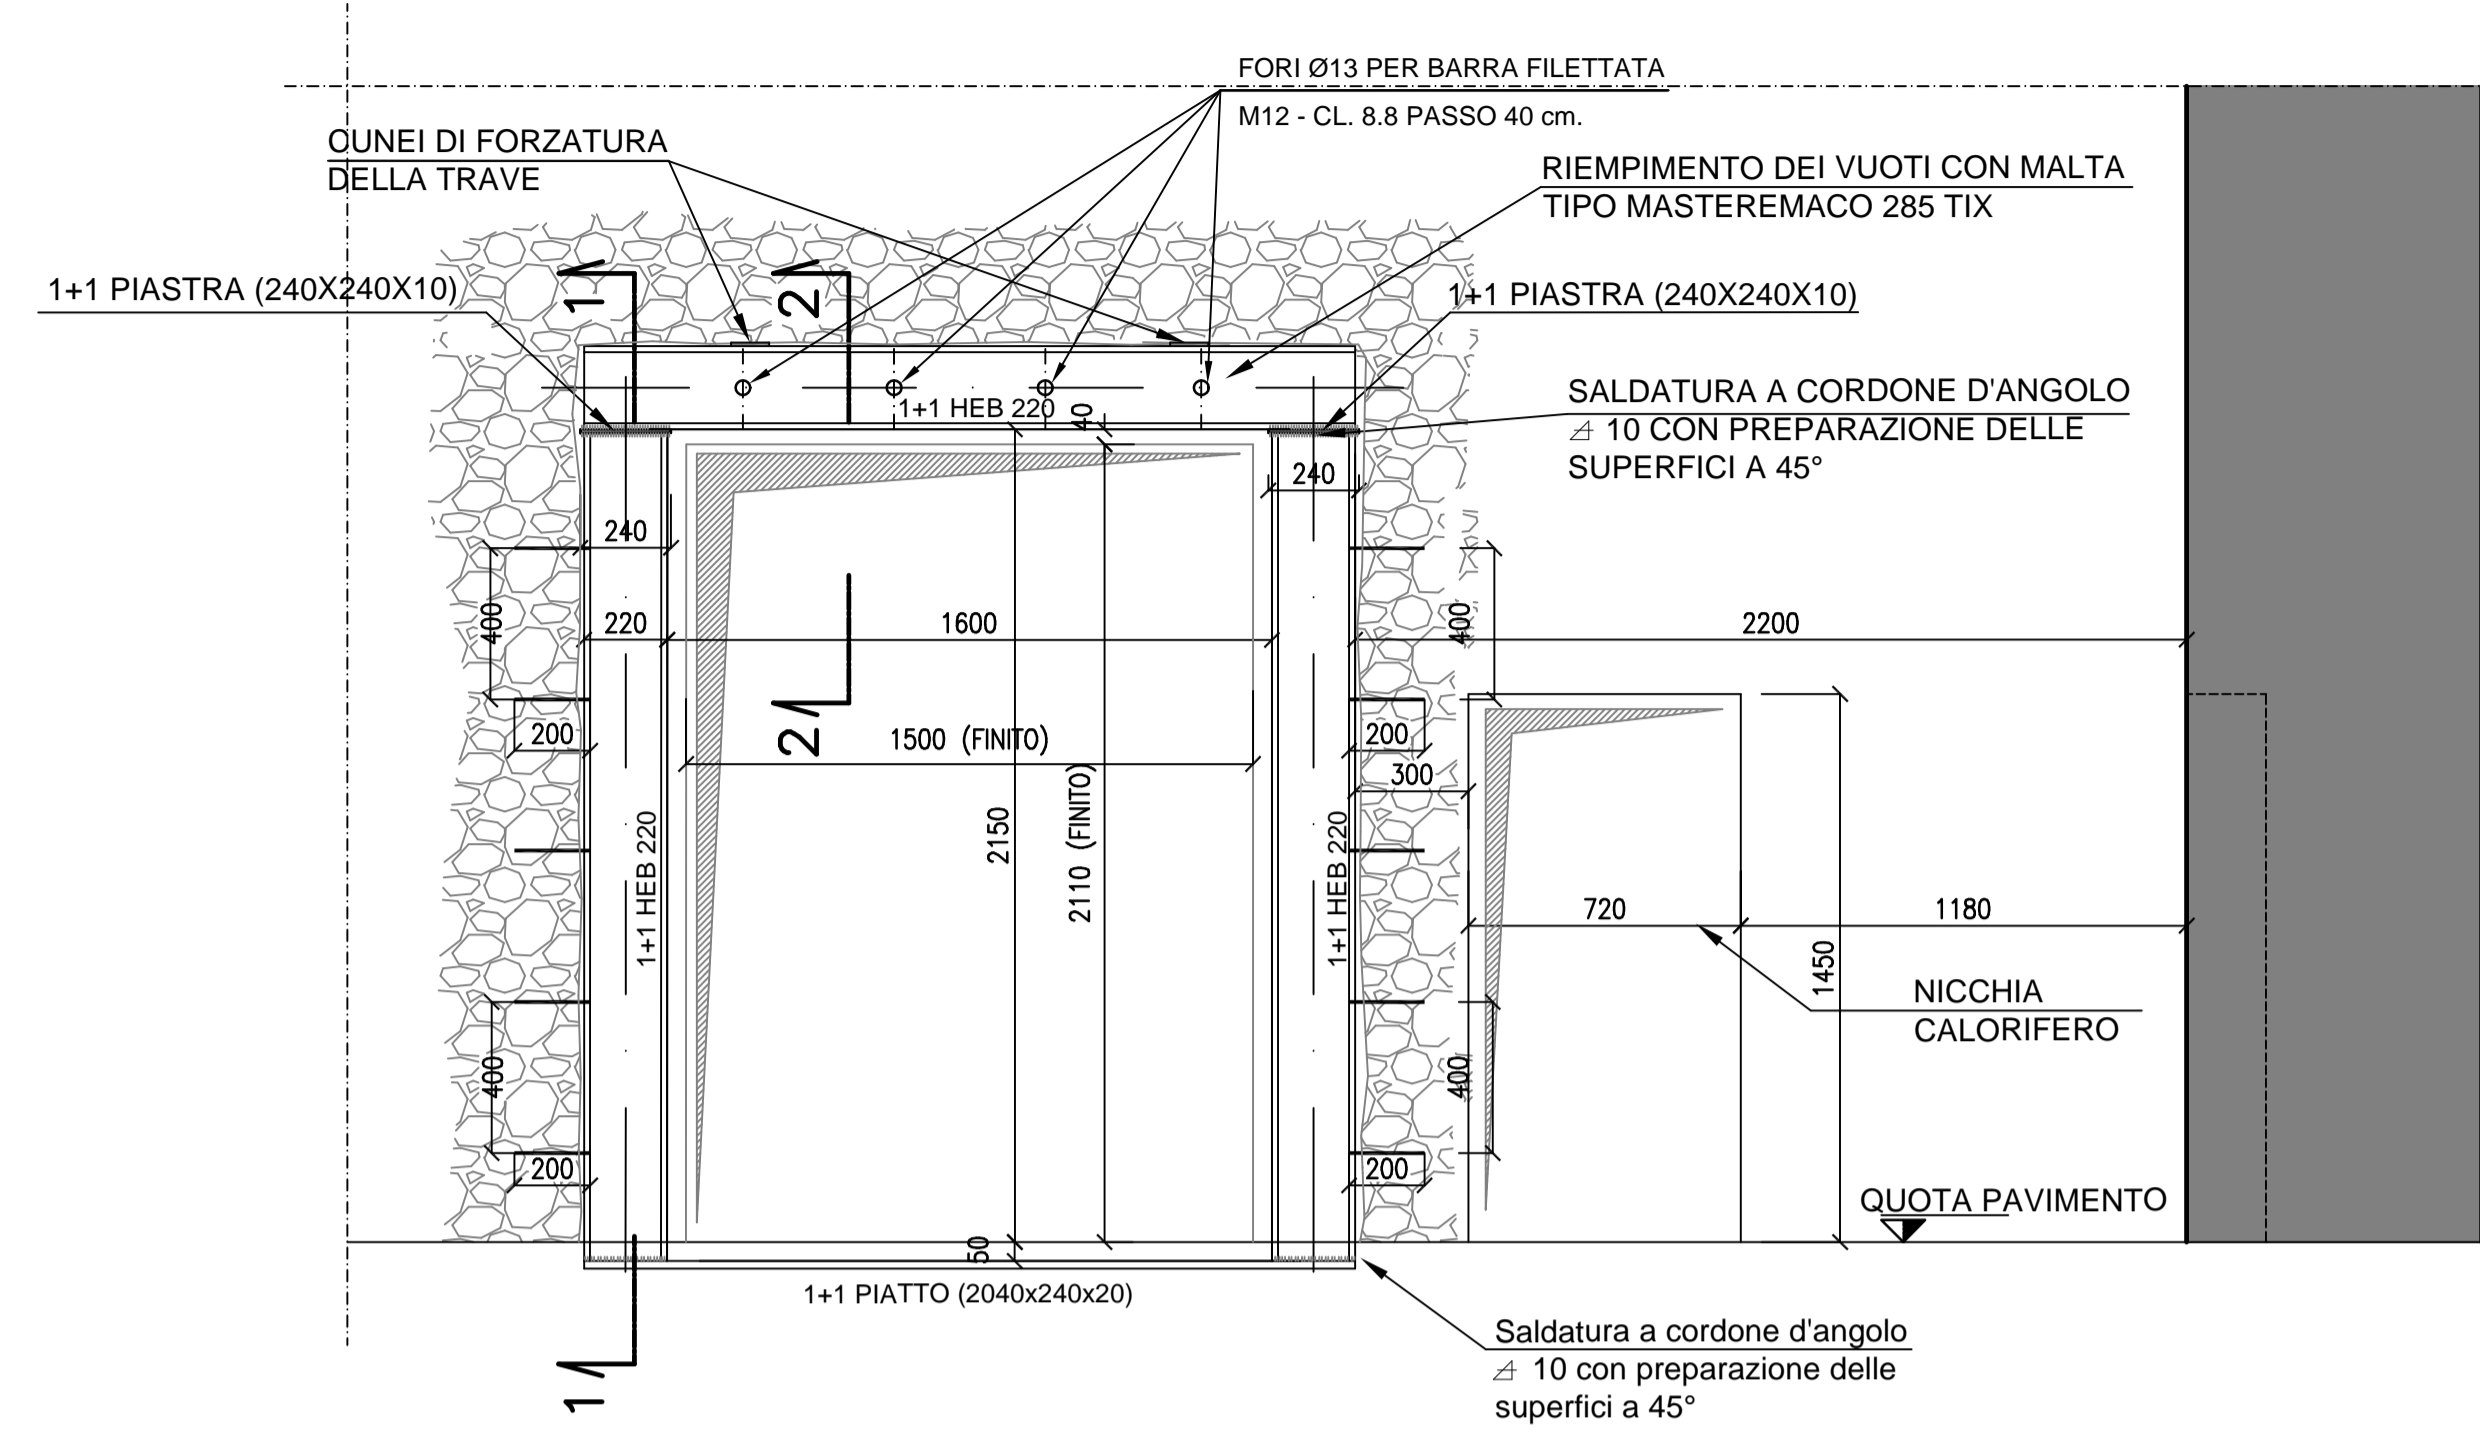 FORI Ø13 PER BARRA FILETTATA
M12 - CL. 8.8 PASSO 40 cm.
CUNEI DI FORZATURA
DELLA TRAVE
RIEMPIMENTO DEI VUOTI CON MALTA
TIPO MASTEREMACO 285 TIX
1+1 PIASTRA (240X240X10)
1
2
1+1 PIASTRA (240X240X10)
SALDATURA A CORDONE D'ANGOLO
⊿ 10 CON PREPARAZIONE DELLE
SUPERFICI A 45°
1+1 HEB 220
40
240
240
400
220
1600
400
2200
200
2
1500 (FINITO)
200
300
2150
2110 (FINITO)
1+1 HEB 220
1+1 HEB 220
720
1180
1450
NICCHIA
CALORIFERO
400
400
200
200
QUOTA PAVIMENTO
50
1+1 PIATTO (2040x240x20)
1
Saldatura a cordone d'angolo
⊿ 10 con preparazione delle
superfici a 45°